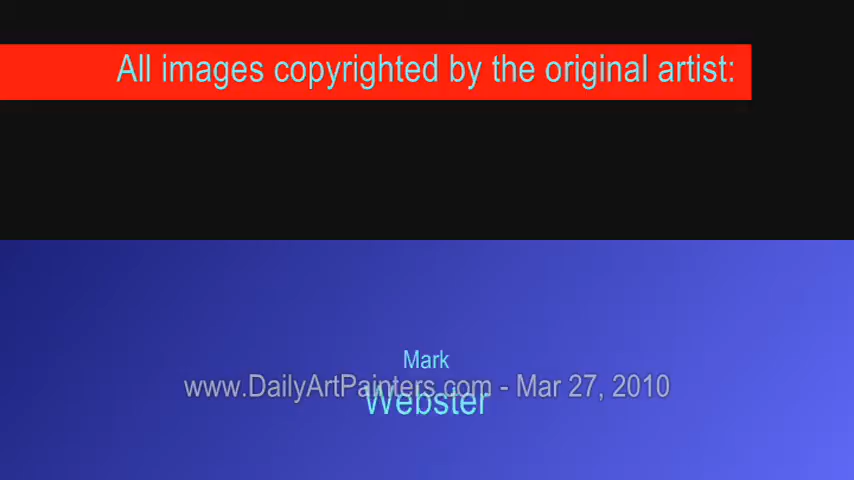 All images copyrighted by the original artist:
Mark
www.DailyArtPainters.com - Mar 27, 2010
Webster